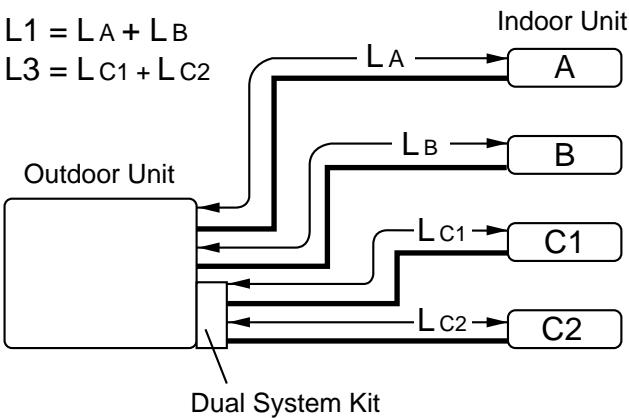 L1 = LA + LB
L3 = LC1 + LC2
Indoor Unit
LA
A
LB
B
Outdoor Unit
LC1
C1
LC2
C2
Dual System Kit